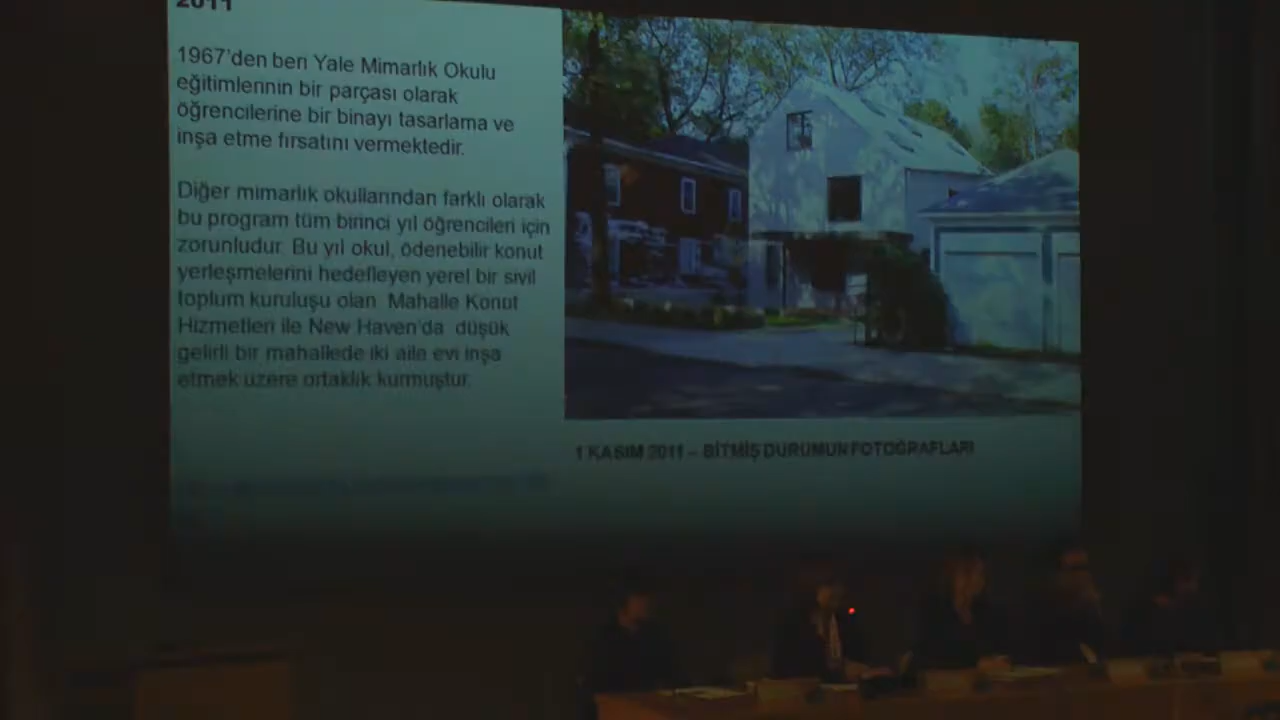 2011
1967'den beri Yale Mimarlık Okulu
eğitimlerinin bir parçası olarak
öğrencilerine bir binayı tasarlama ve
inşa etme fırsatını vermektedir.
Diğer mimarlık okullarından farklı olarak
bu program tüm birinci yıl öğrencileri için
zorunludur. Bu yıl okul, ödenebilir konut
yerleşmelerini hedefleyen yerel bir sivil
toplum kuruluşu olan Mahalle Konut
Hizmetleri ile New Haven'da düşük
gelirli bir mahallede iki aile evi inşa
etmek üzere ortaklık kurmuştur.
1 KASIM 2011 – BİTMİŞ DURUMUN FOTOĞRAFLARI